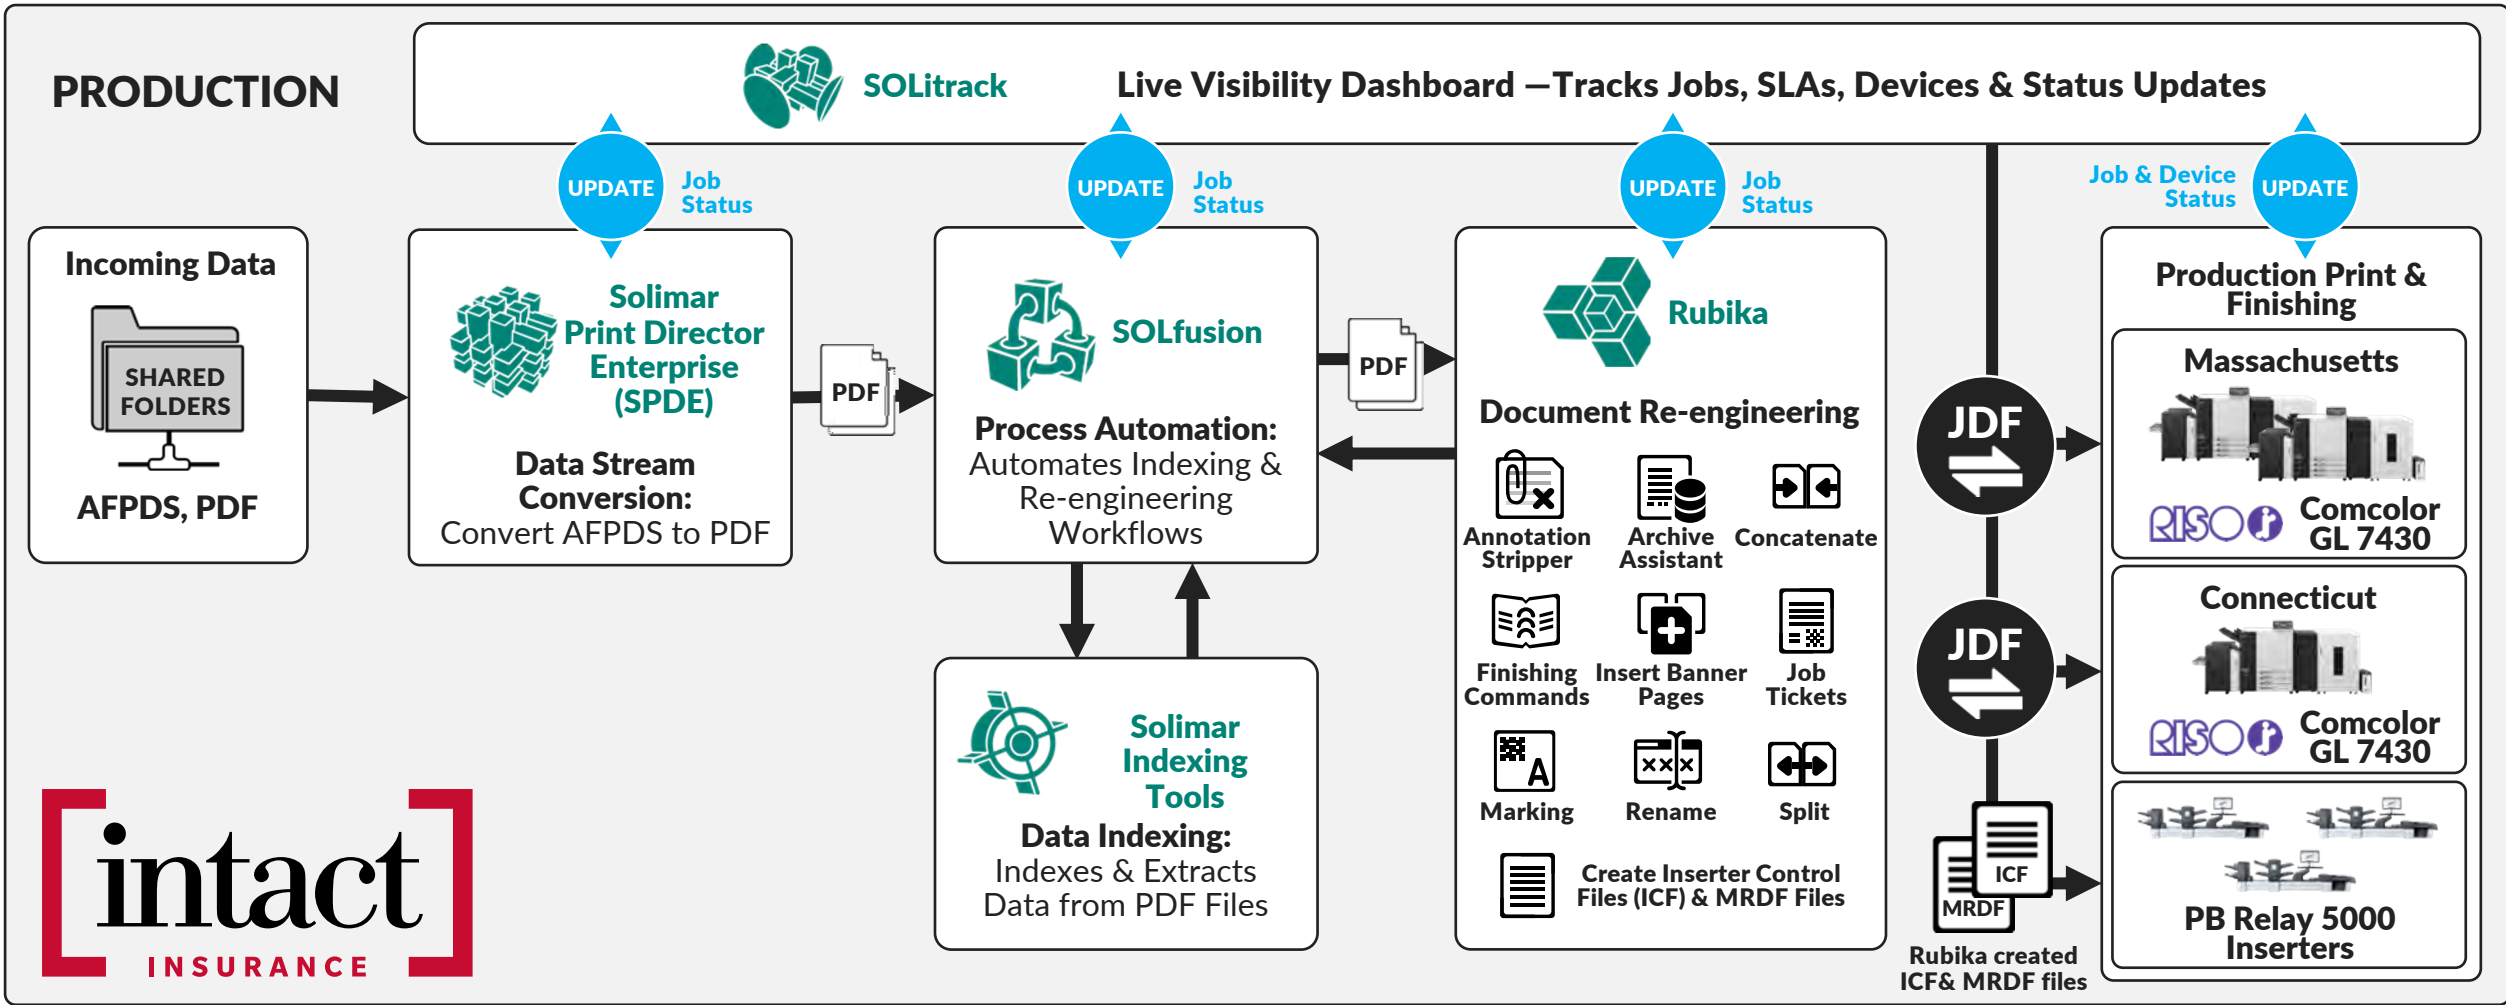 PRODUCTION
SOLitrack
Live Visibility Dashboard —Tracks Jobs, SLAs, Devices & Status Updates
UPDATE
Job
Status
UPDATE
Job
Status
UPDATE
Job
Status
Job & Device
Status
UPDATE
Incoming Data
SHARED
FOLDERS
AFPDS, PDF
Solimar
Print Director
Enterprise
(SPDE)
Data Stream
Conversion:
Convert AFPDS to PDF
PDF
SOLfusion
Process Automation:
Automates Indexing &
Re-engineering
Workflows
PDF
Solimar
Indexing
Tools
Data Indexing:
Indexes & Extracts
Data from PDF Files
Rubika
Document Re-engineering
Annotation
Stripper
Archive
Assistant
Concatenate
Finishing
Commands
Insert Banner
Pages
Job
Tickets
A
Marking
xx x
Rename
Split
Create Inserter Control
Files (ICF) & MRDF Files
JDF
JDF
ICF
MRDF
Rubika created
ICF& MRDF files
Production Print &
Finishing
Massachusetts
RISO
Comcolor
GL 7430
Connecticut
RISO
Comcolor
GL 7430
PB Relay 5000
Inserters
intact
INSURANCE